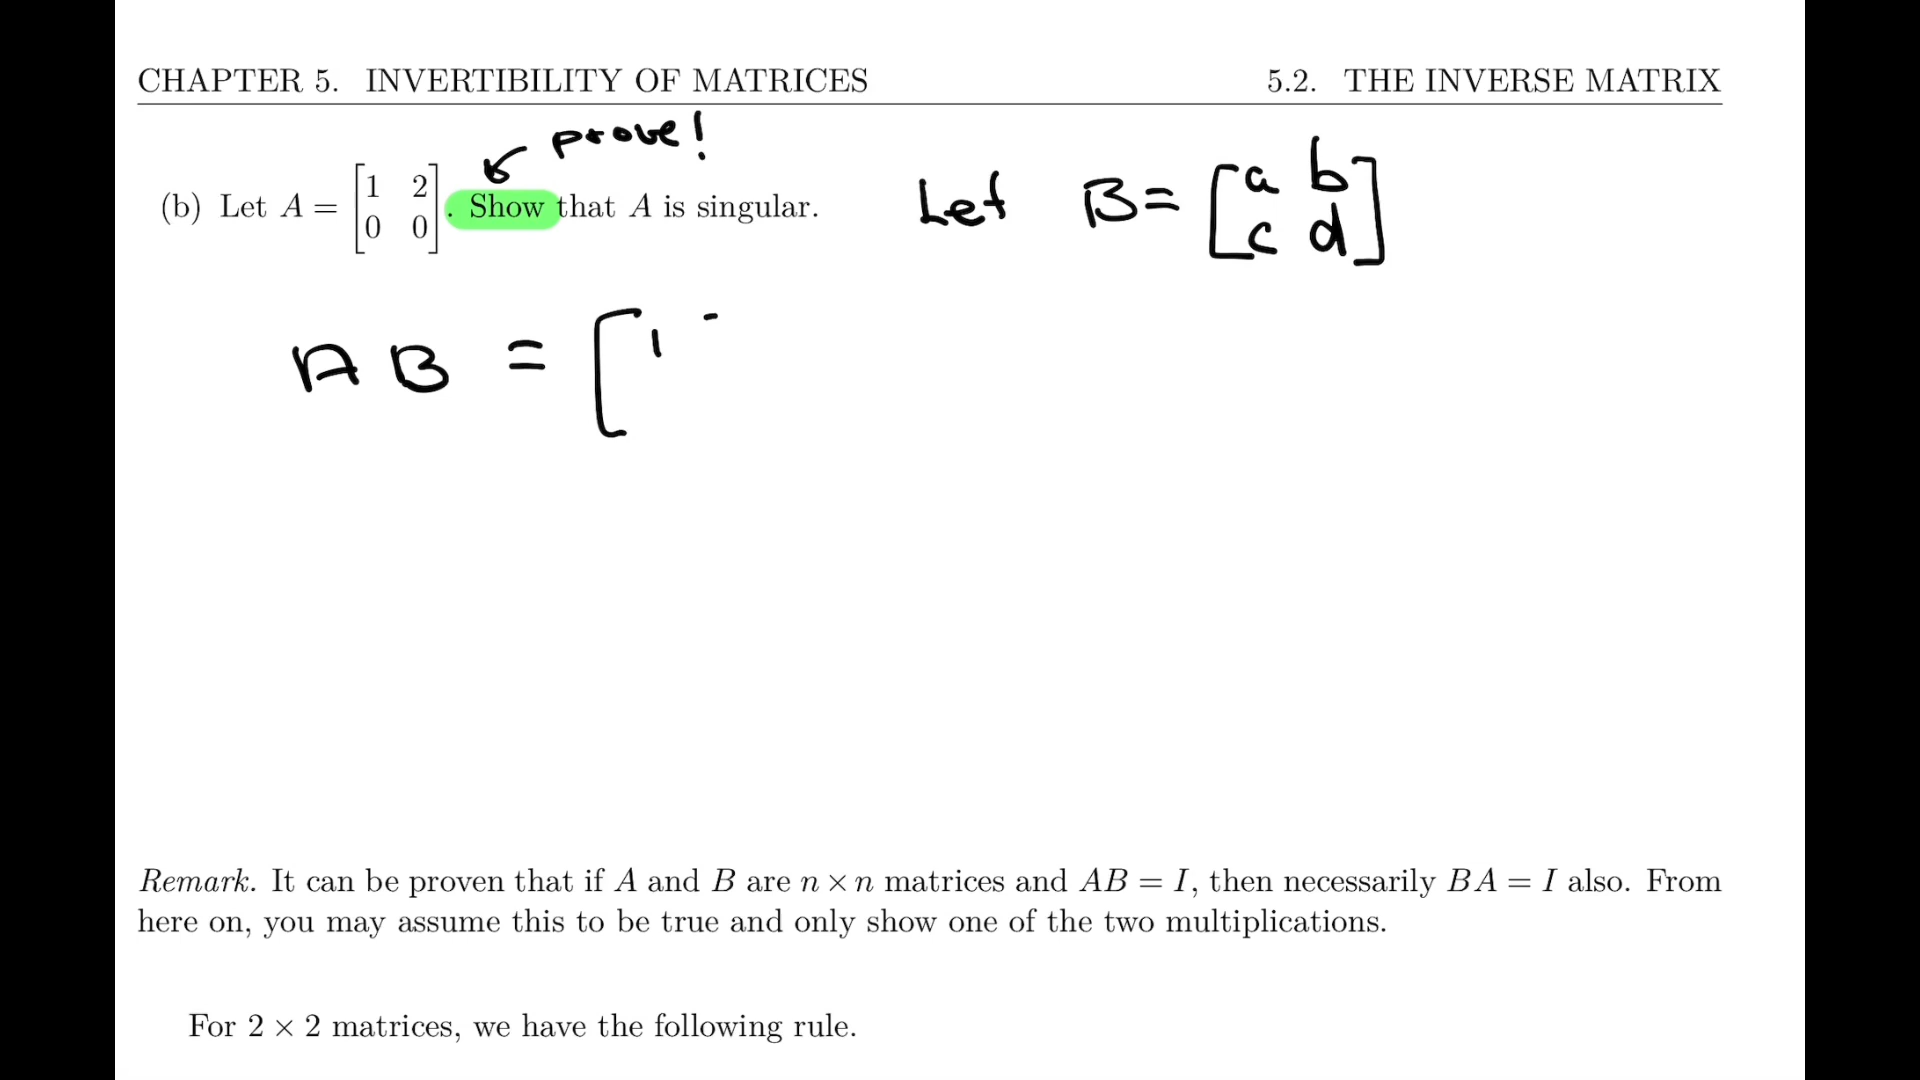 CHAPTER 5. INVERTIBILITY OF MATRICES 5.2. THE INVERSE MATRIX
prove!
(b) Let A = [1 2 0 0]. Show that A is singular. Let B = [a b c d]
A B = [1
Remark. It can be proven that if A and B are n × n matrices and AB = I, then necessarily BA = I also. From
here on, you may assume this to be true and only show one of the two multiplications.
For 2 × 2 matrices, we have the following rule.